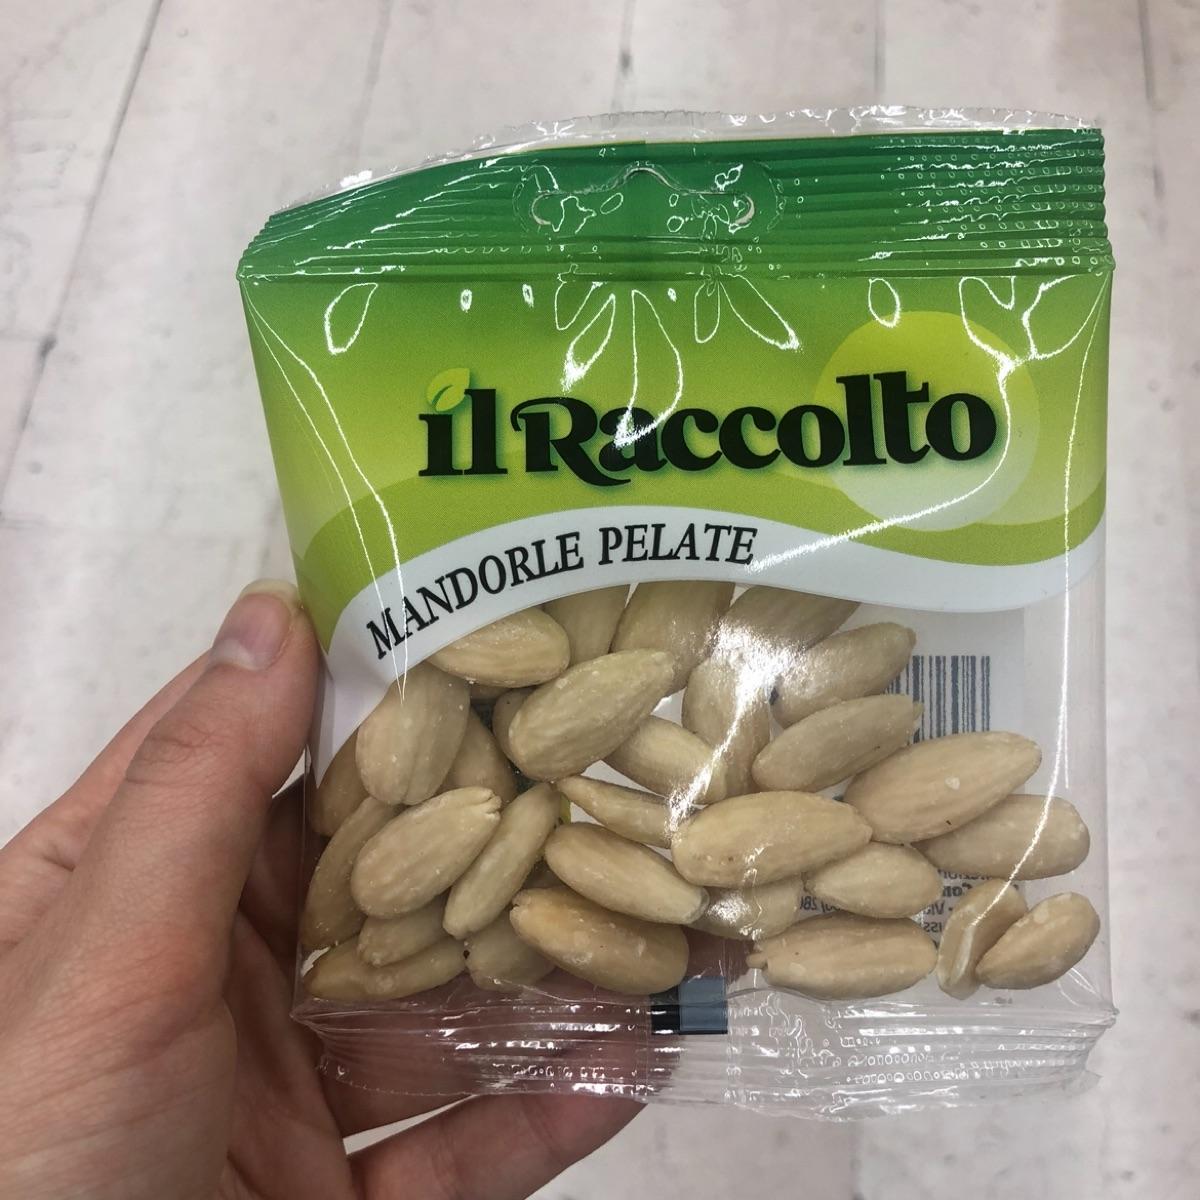 il Raccolto
MANDORLE PELATE